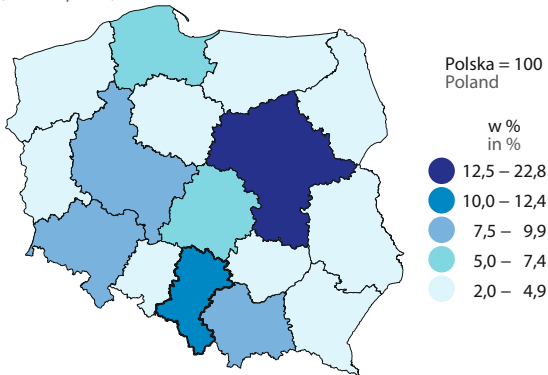 Polska = 100
Poland
w %
in %
12,5 – 22,8
10,0 – 12,4
7,5 – 9,9
5,0 – 7,4
2,0 – 4,9